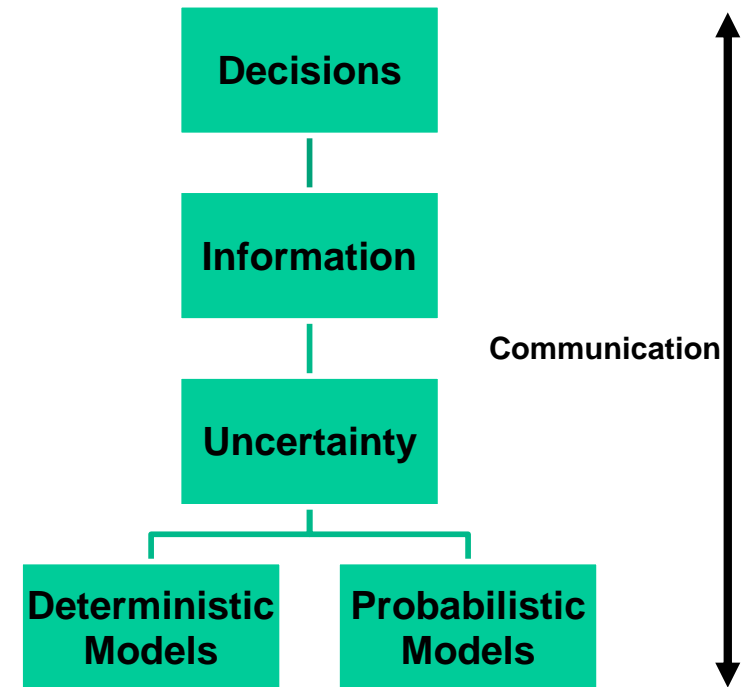 Decisions
Information
Communication
Uncertainty
Deterministic
Models
Probabilistic
Models